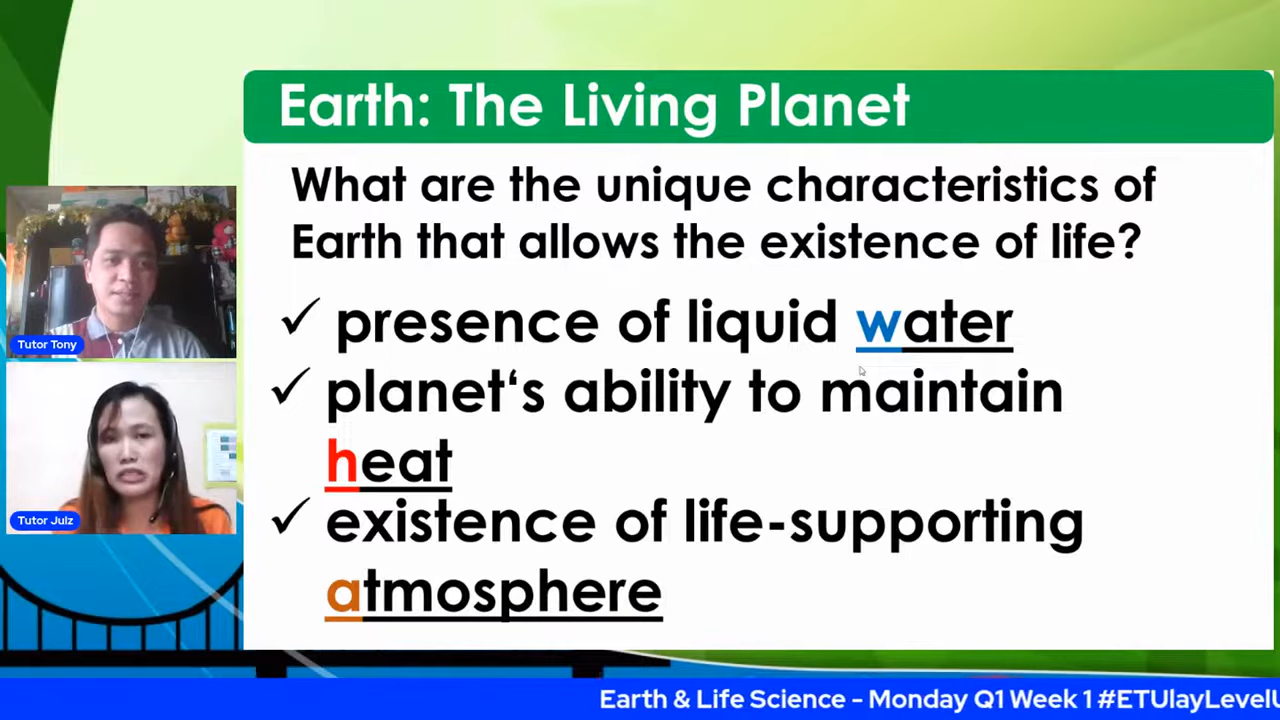 Earth: The Living Planet
What are the unique characteristics of
Earth that allows the existence of life?
✓ presence of liquid water
✓ planet‘s ability to maintain
heat
✓ existence of life-supporting
atmosphere
Tutor Tony
Tutor Julz
Earth & Life Science - Monday Q1 Week 1 #ETUlayLevelU